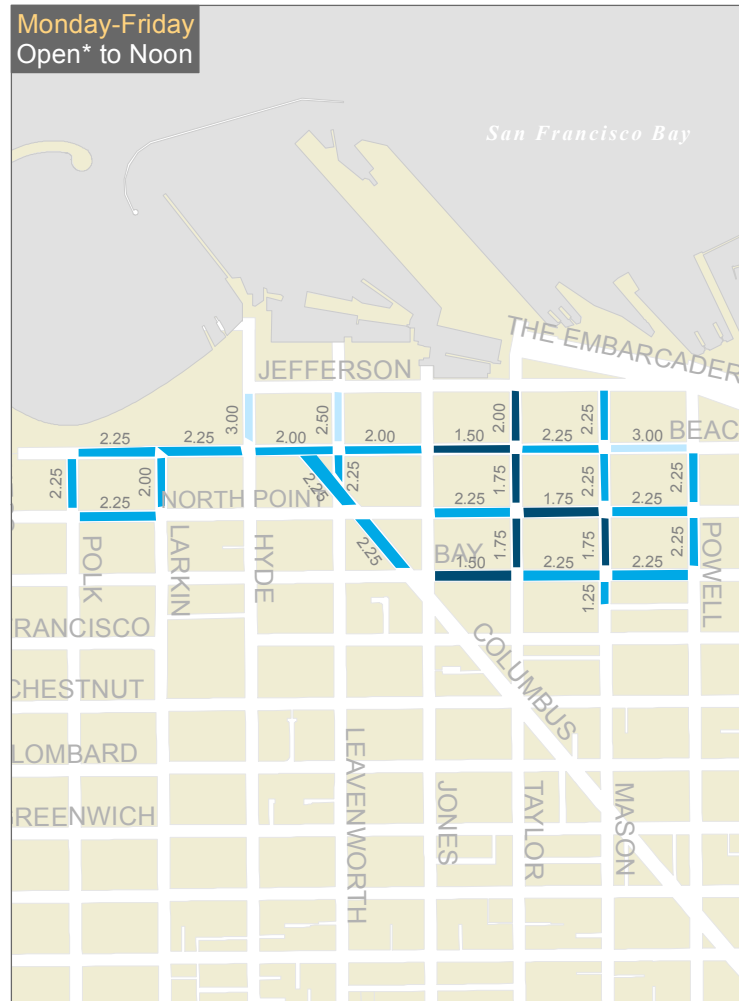 Monday-Friday
Open* to Noon
San Francisco Bay
THE EMBARCADER
JEFFERSON
3.00
2.50
2.00
2.25
2.25
2.25
2.00
2.00
1.50
2.25
3.00
BEAC
2.25
2.00
2.25
2.25
1.75
2.25
2.25
2.25
NORTH POINT
2.25
1.75
2.25
2.25
BAY
1.75
1.75
2.25
1.50
2.25
2.25
1.25
POLK
LARKIN
HYDE
POWELL
RANCISCO
COLUMBUS
CHESTNUT
LOMBARD
LEAVENWORTH
JONES
TAYLOR
MASON
GREENWICH